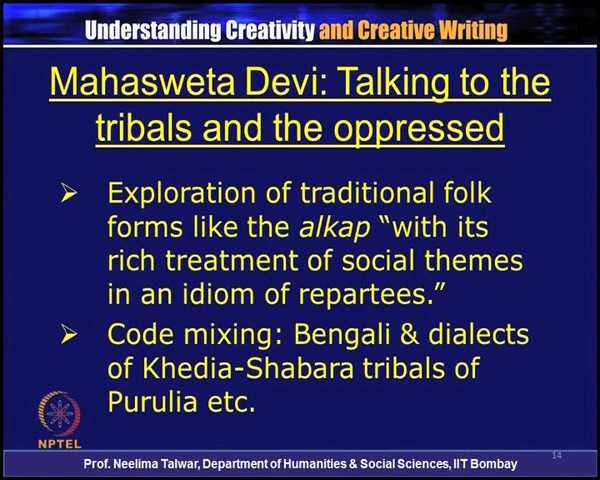 Understanding Creativity and Creative Writing
Mahasweta Devi: Talking to the
tribals and the oppressed
➢ Exploration of traditional folk
forms like the alkap “with its
rich treatment of social themes
in an idiom of repartees.”
➢ Code mixing: Bengali & dialects
of Khedia-Shabara tribals of
Purulia etc.
NPTEL
14
Prof. Neelima Talwar, Department of Humanities & Social Sciences, IIT Bombay